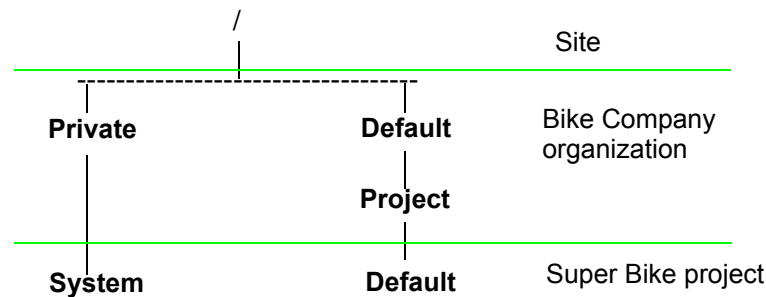 /
Site
Private
Default
Bike Company
organization
Project
System
Default
Super Bike project